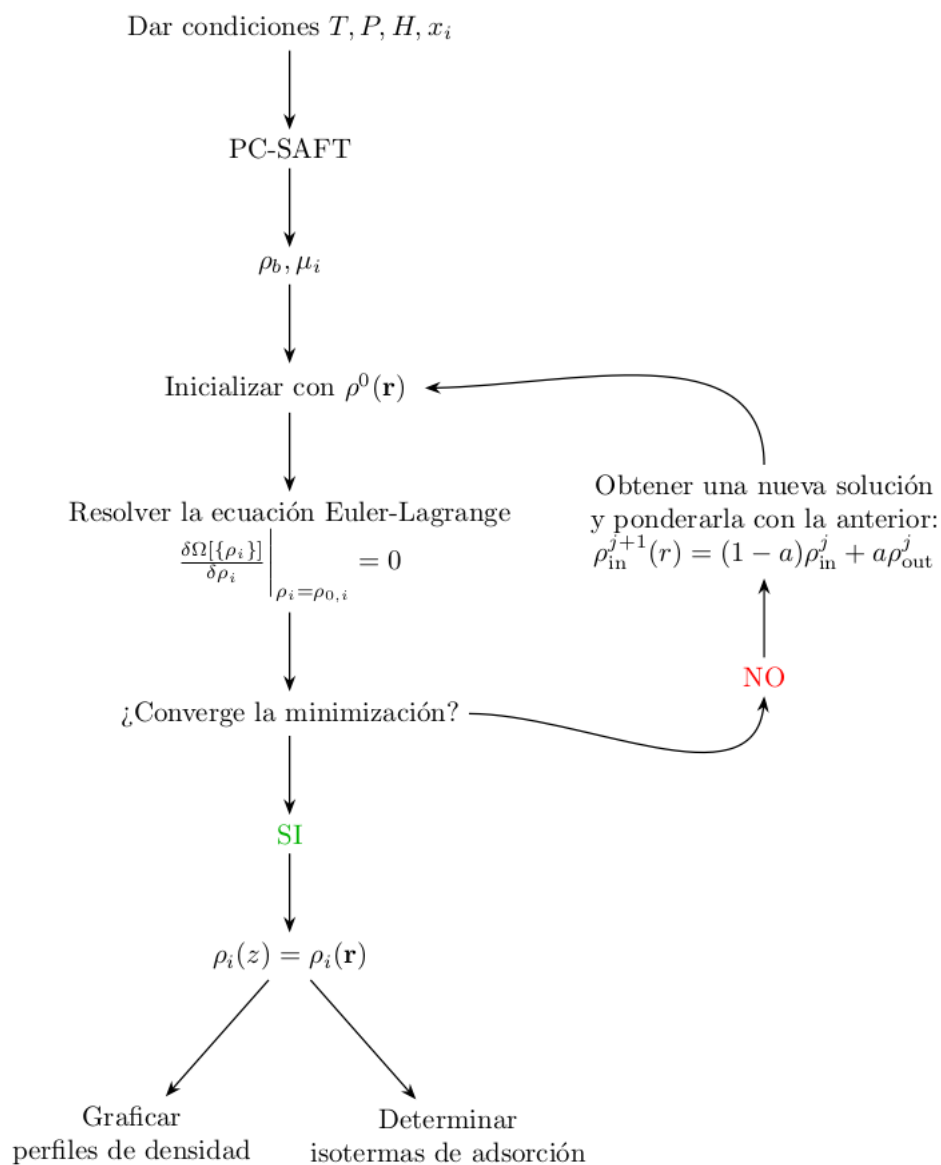 Dar condiciones T, P, H, x_i
PC-SAFT
ρ_b, μ_i
Inicializar con ρ^0(r)
Resolver la ecuación Euler-Lagrange
δΩ[{ρ_i}]/δρ_i |_{ρ_i=ρ_{0,i}} = 0
¿Converge la minimización?
NO
Obtener una nueva solución
y ponderarla con la anterior:
ρ_in^{j+1}(r) = (1 − a)ρ_in^j + aρ_out^j
SI
ρ_i(z) = ρ_i(r)
Graficar
perfiles de densidad
Determinar
isotermas de adsorción